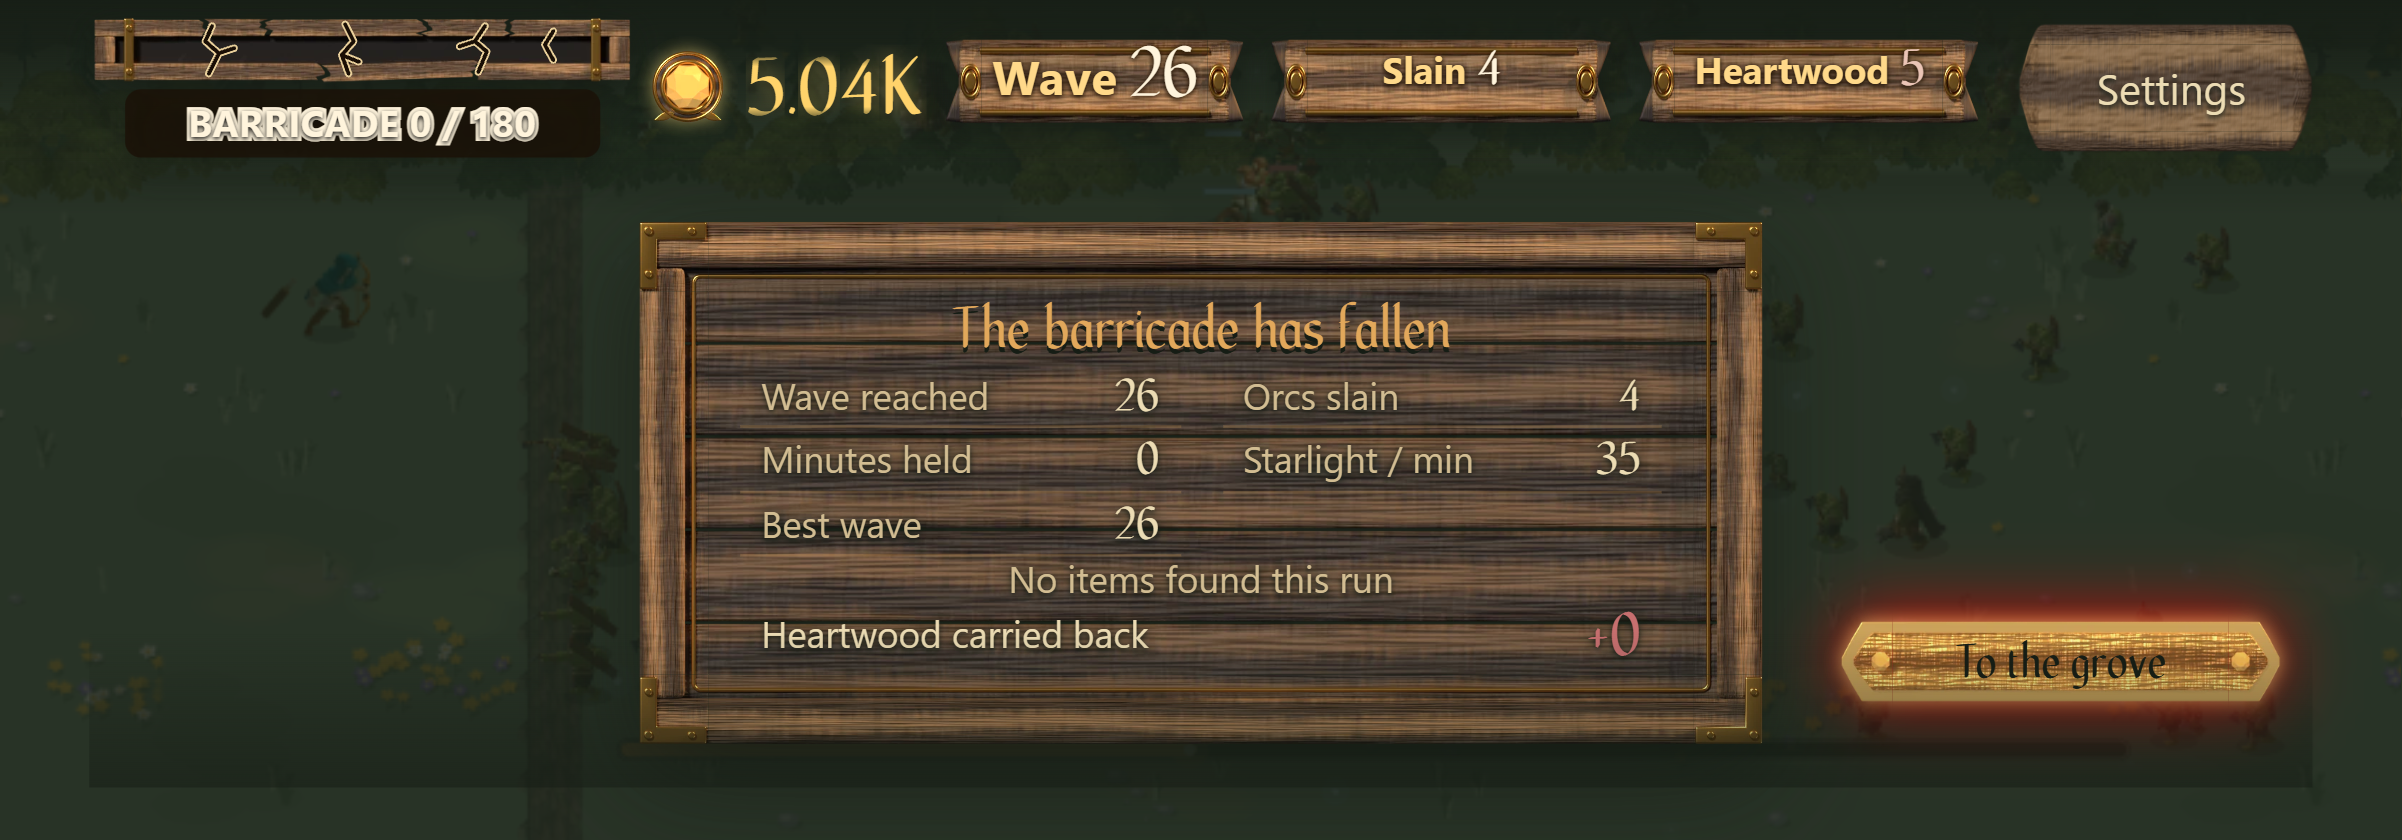 BARRICADE 0 / 180
5.04K
Wave 26
Slain 4
Heartwood 5
Settings
The barricade has fallen
Wave reached 26 Orcs slain 4
Minutes held 0 Starlight / min 35
Best wave 26
No items found this run
Heartwood carried back +0
To the grove